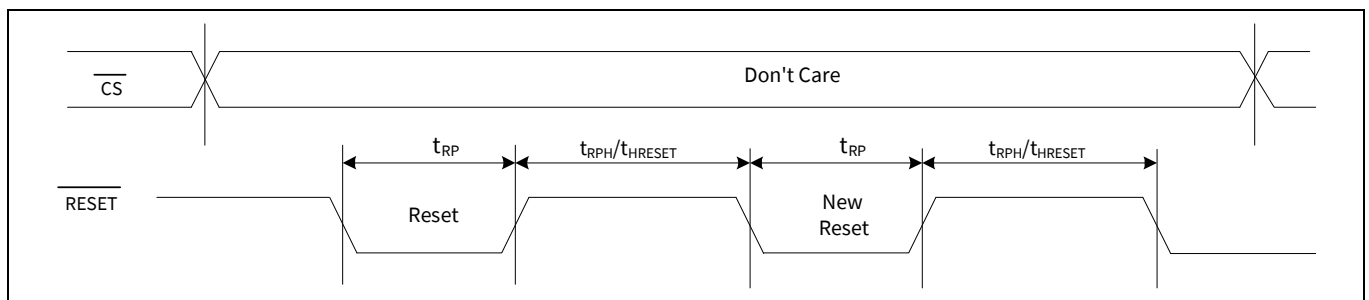 CS
Don't Care
tRP
tRPH/tHRESET
tRP
tRPH/tHRESET
RESET
Reset
New
Reset